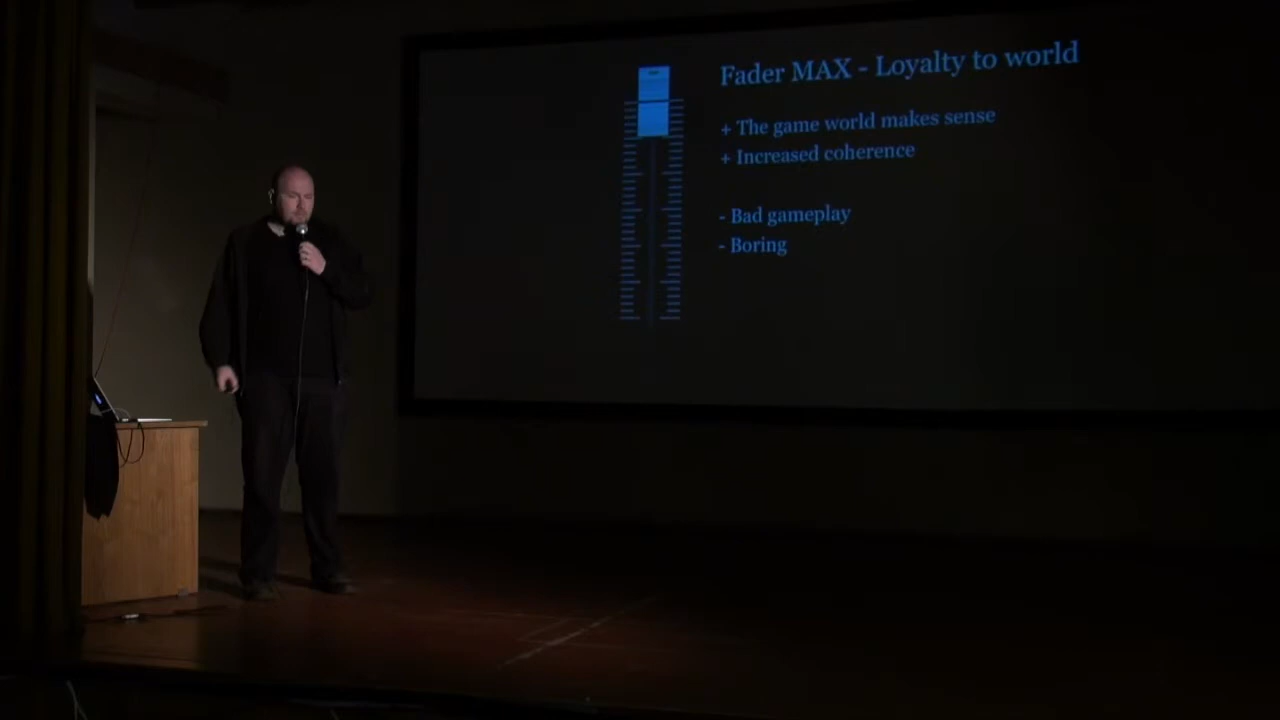 Fader MAX - Loyalty to world
+ The game world makes sense
+ Increased coherence
- Bad gameplay
- Boring